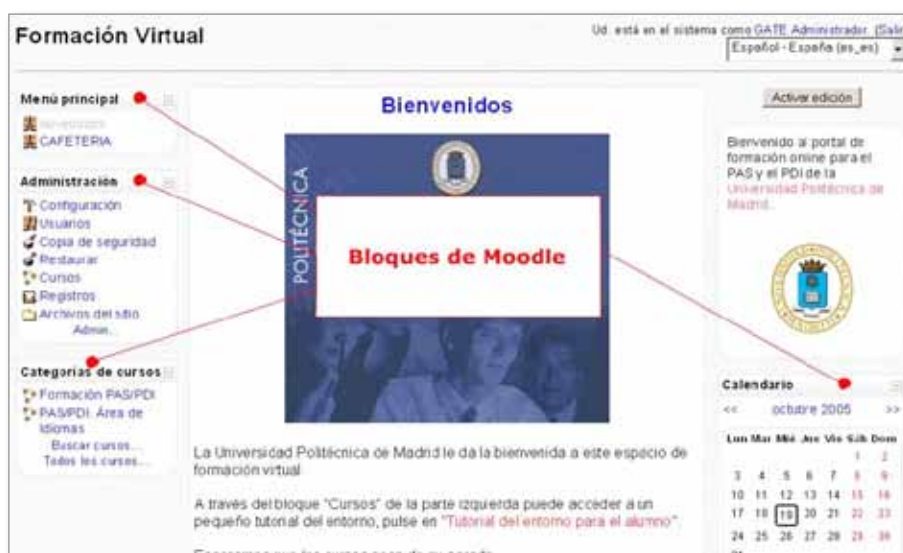 Formación Virtual
Ud. está en el sistema como GATE Administrador. (Salir
Español - España (es_es)
Menú principal
CAFETERIA
Administración
Configuración
Usuarios
Copia de seguridad
Restaurar
Cursos
Registros
Archivos del sitio
Admin...
Categorías de cursos
Formación PAS/PDI
PAS/PDI. Área de
Idiomas
Buscar cursos...
Todos los cursos...
Bienvenidos
POLITÉCNICA
Bloques de Moodle
La Universidad Politécnica de Madrid le da la bienvenida a este espacio de
formación virtual
A través del bloque "Cursos" de la parte izquierda puede acceder a un
pequeño tutorial del entorno, pulse en "Tutorial del entorno para el alumno".
Activar edición
Bienvenido al portal de
formación online para el
PAS y el PDI de la
Universidad Politécnica de
Madrid.
Calendario
<< octubre 2005 >>
Lun Mar Mié Jue Vie Sáb Dom
1 2
3 4 5 6 7 8 9
10 11 12 13 14 15 16
17 18 19 20 21 22 23
24 25 26 27 28 29 30